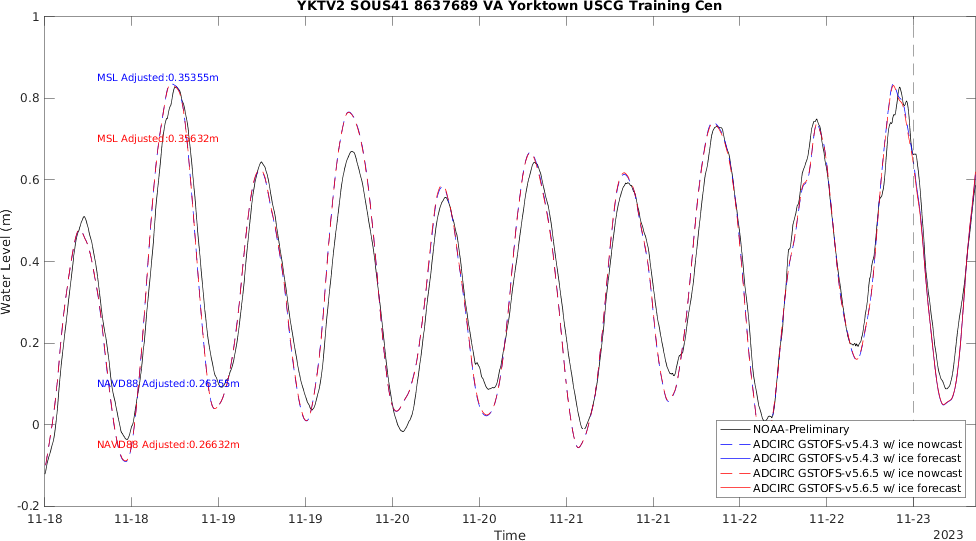 YKTV2 SOUS41 8637689 VA Yorktown USCG Training Cen
1
0.8
0.6
0.4
0.2
0
-0.2
Water Level (m)
MSL Adjusted:0.35355m
MSL Adjusted:0.35632m
NAVD88 Adjusted:0.26355m
NAVD88 Adjusted:0.26632m
NOAA-Preliminary
ADCIRC GSTOFS-v5.4.3 w/ ice nowcast
ADCIRC GSTOFS-v5.4.3 w/ ice forecast
ADCIRC GSTOFS-v5.6.5 w/ ice nowcast
ADCIRC GSTOFS-v5.6.5 w/ ice forecast
11-18 11-18 11-19 11-19 11-20 11-20 11-21 11-21 11-22 11-22 11-23
Time
2023